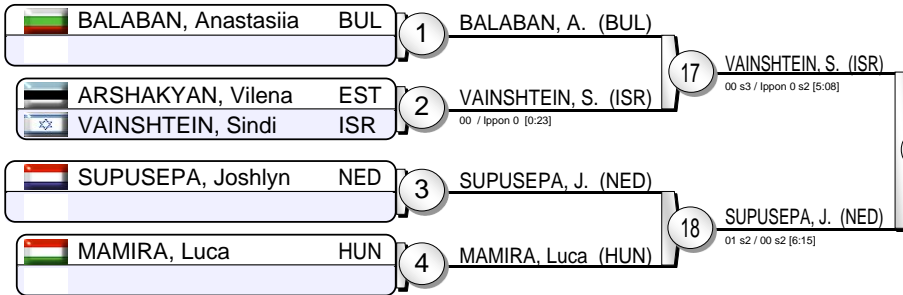 BALABAN, Anastasiia BUL
1
BALABAN, A. (BUL)
17
VAINSHTEIN, S. (ISR)
00 s3 / Ippon 0 s2 [5:08]
ARSHAKYAN, Vilena EST
VAINSHTEIN, Sindi ISR
2
VAINSHTEIN, S. (ISR)
00 / Ippon 0 [0:23]
SUPUSEPA, Joshlyn NED
3
SUPUSEPA, J. (NED)
18
SUPUSEPA, J. (NED)
01 s2 / 00 s2 [6:15]
MAMIRA, Luca HUN
4
MAMIRA, Luca (HUN)